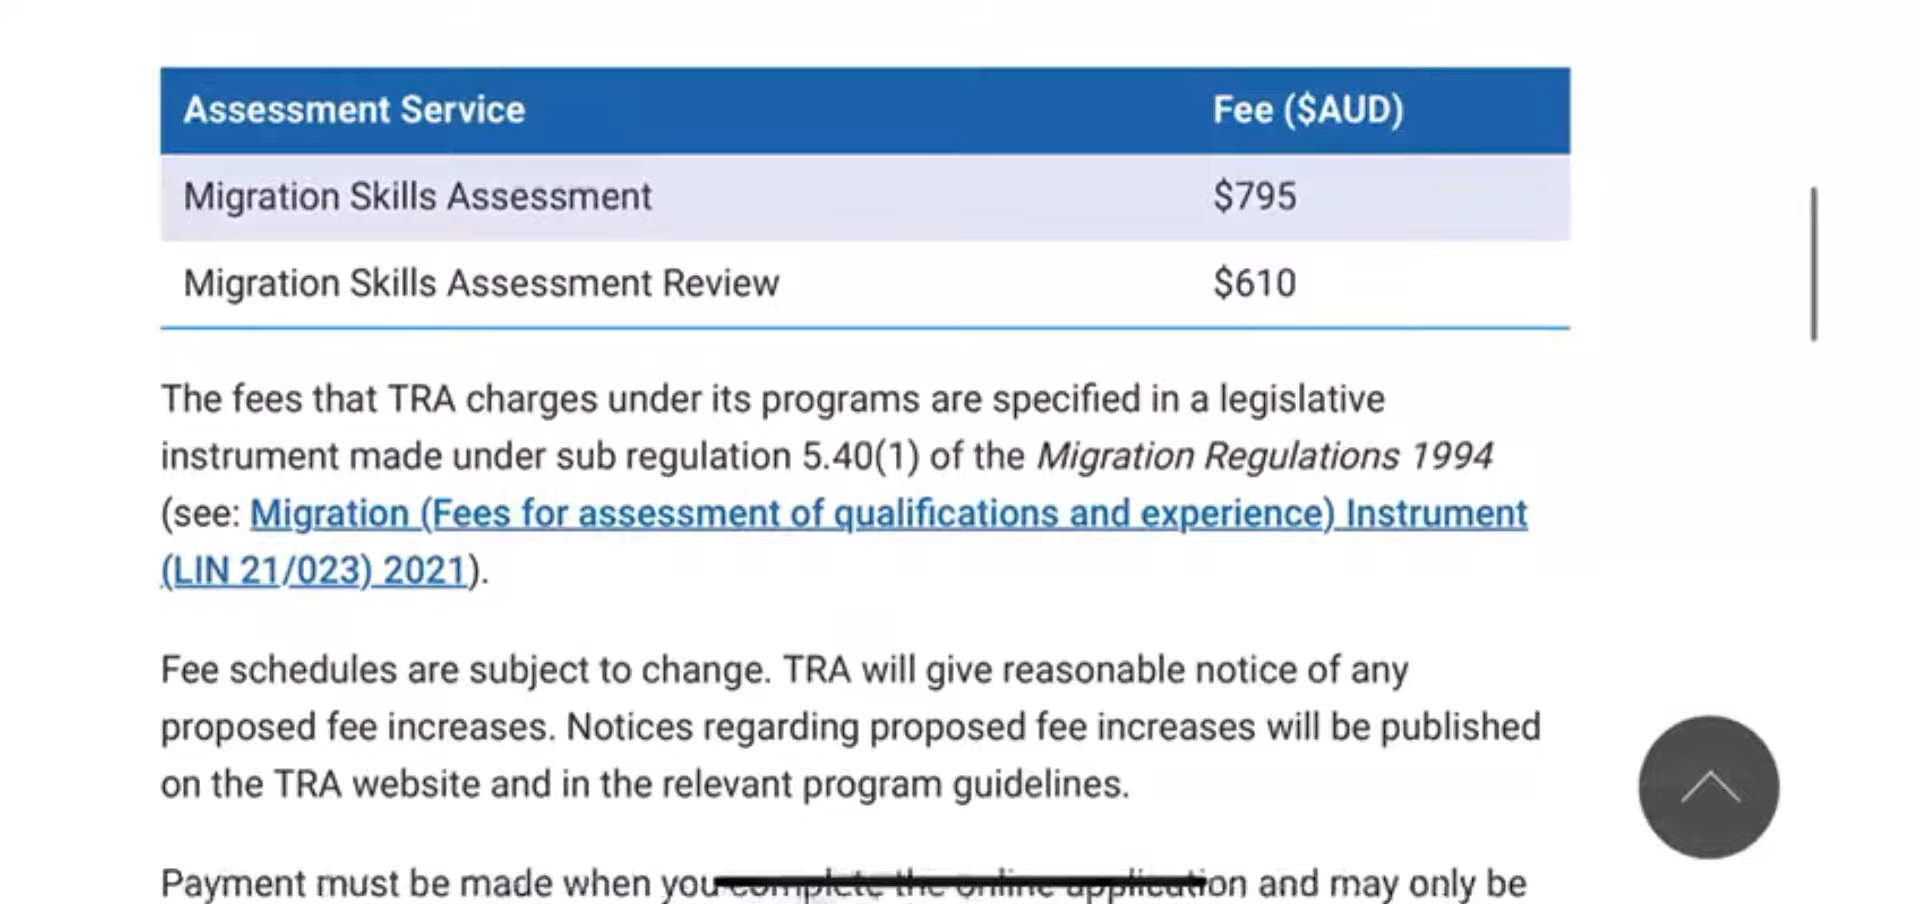 Assessment Service Fee ($AUD)
Migration Skills Assessment $795
Migration Skills Assessment Review $610
The fees that TRA charges under its programs are specified in a legislative
instrument made under sub regulation 5.40(1) of the Migration Regulations 1994
(see: Migration (Fees for assessment of qualifications and experience) Instrument
(LIN 21/023) 2021).
Fee schedules are subject to change. TRA will give reasonable notice of any
proposed fee increases. Notices regarding proposed fee increases will be published
on the TRA website and in the relevant program guidelines.
Payment must be made when you complete the online application and may only be